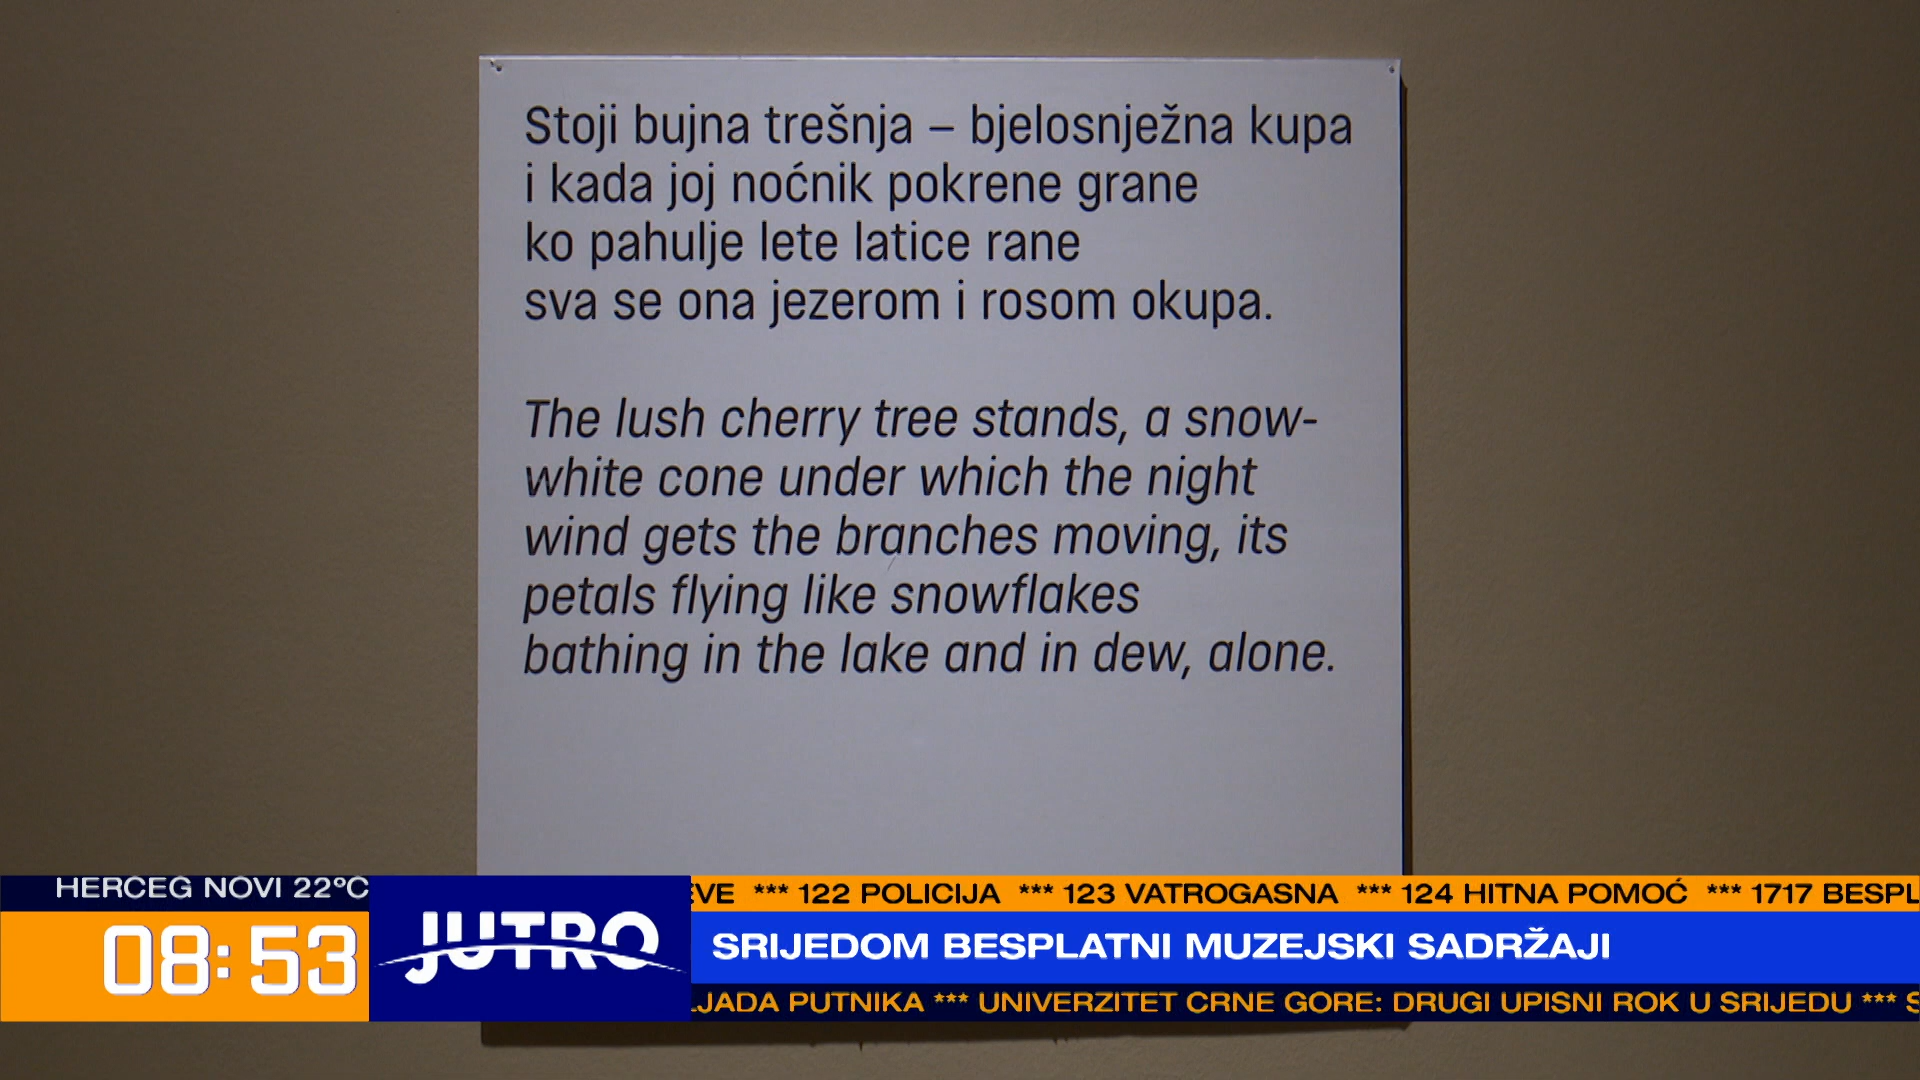 Stoji bujna trešnja – bjelosnježna kupa
i kada joj noćnik pokrene grane
ko pahulje lete latice rane
sva se ona jezerom i rosom okupa.
The lush cherry tree stands, a snow-
white cone under which the night
wind gets the branches moving, its
petals flying like snowflakes
bathing in the lake and in dew, alone.
HERCEG NOVI 22°C
08:53
JUTRO
EVE *** 122 POLICIJA *** 123 VATROGASNA *** 124 HITNA POMOĆ *** 1717 BESPL
SRIJEDOM BESPLATNI MUZEJSKI SADRŽAJI
LJADA PUTNIKA *** UNIVERZITET CRNE GORE: DRUGI UPISNI ROK U SRIJEDU *** S